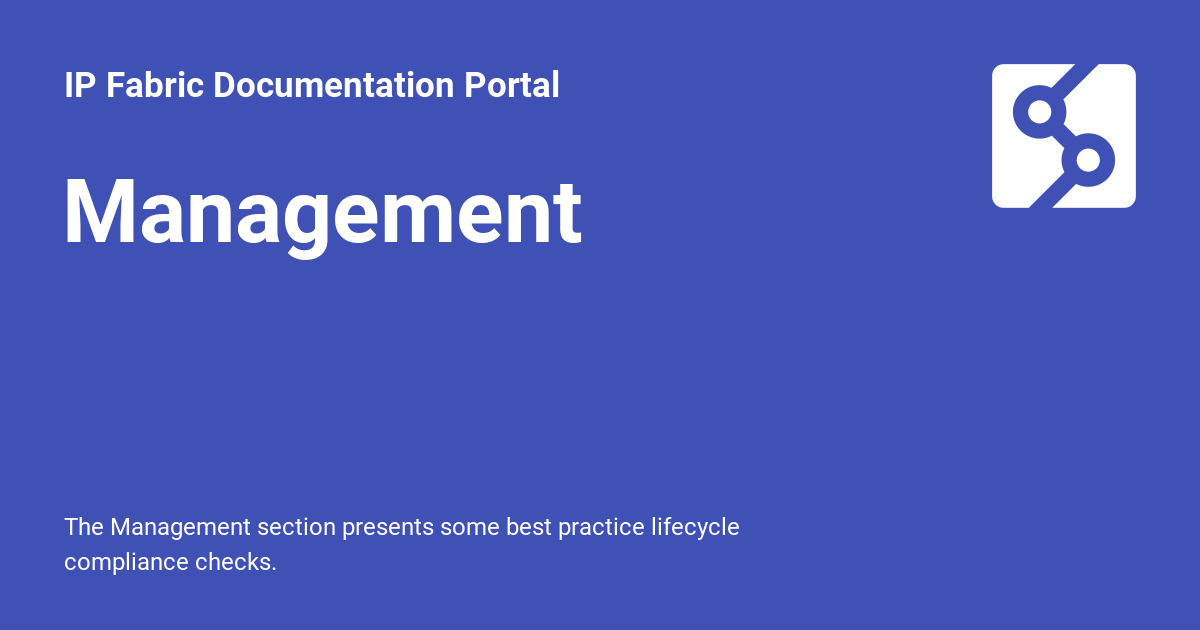 IP Fabric Documentation Portal
Management
The Management section presents some best practice lifecycle
compliance checks.